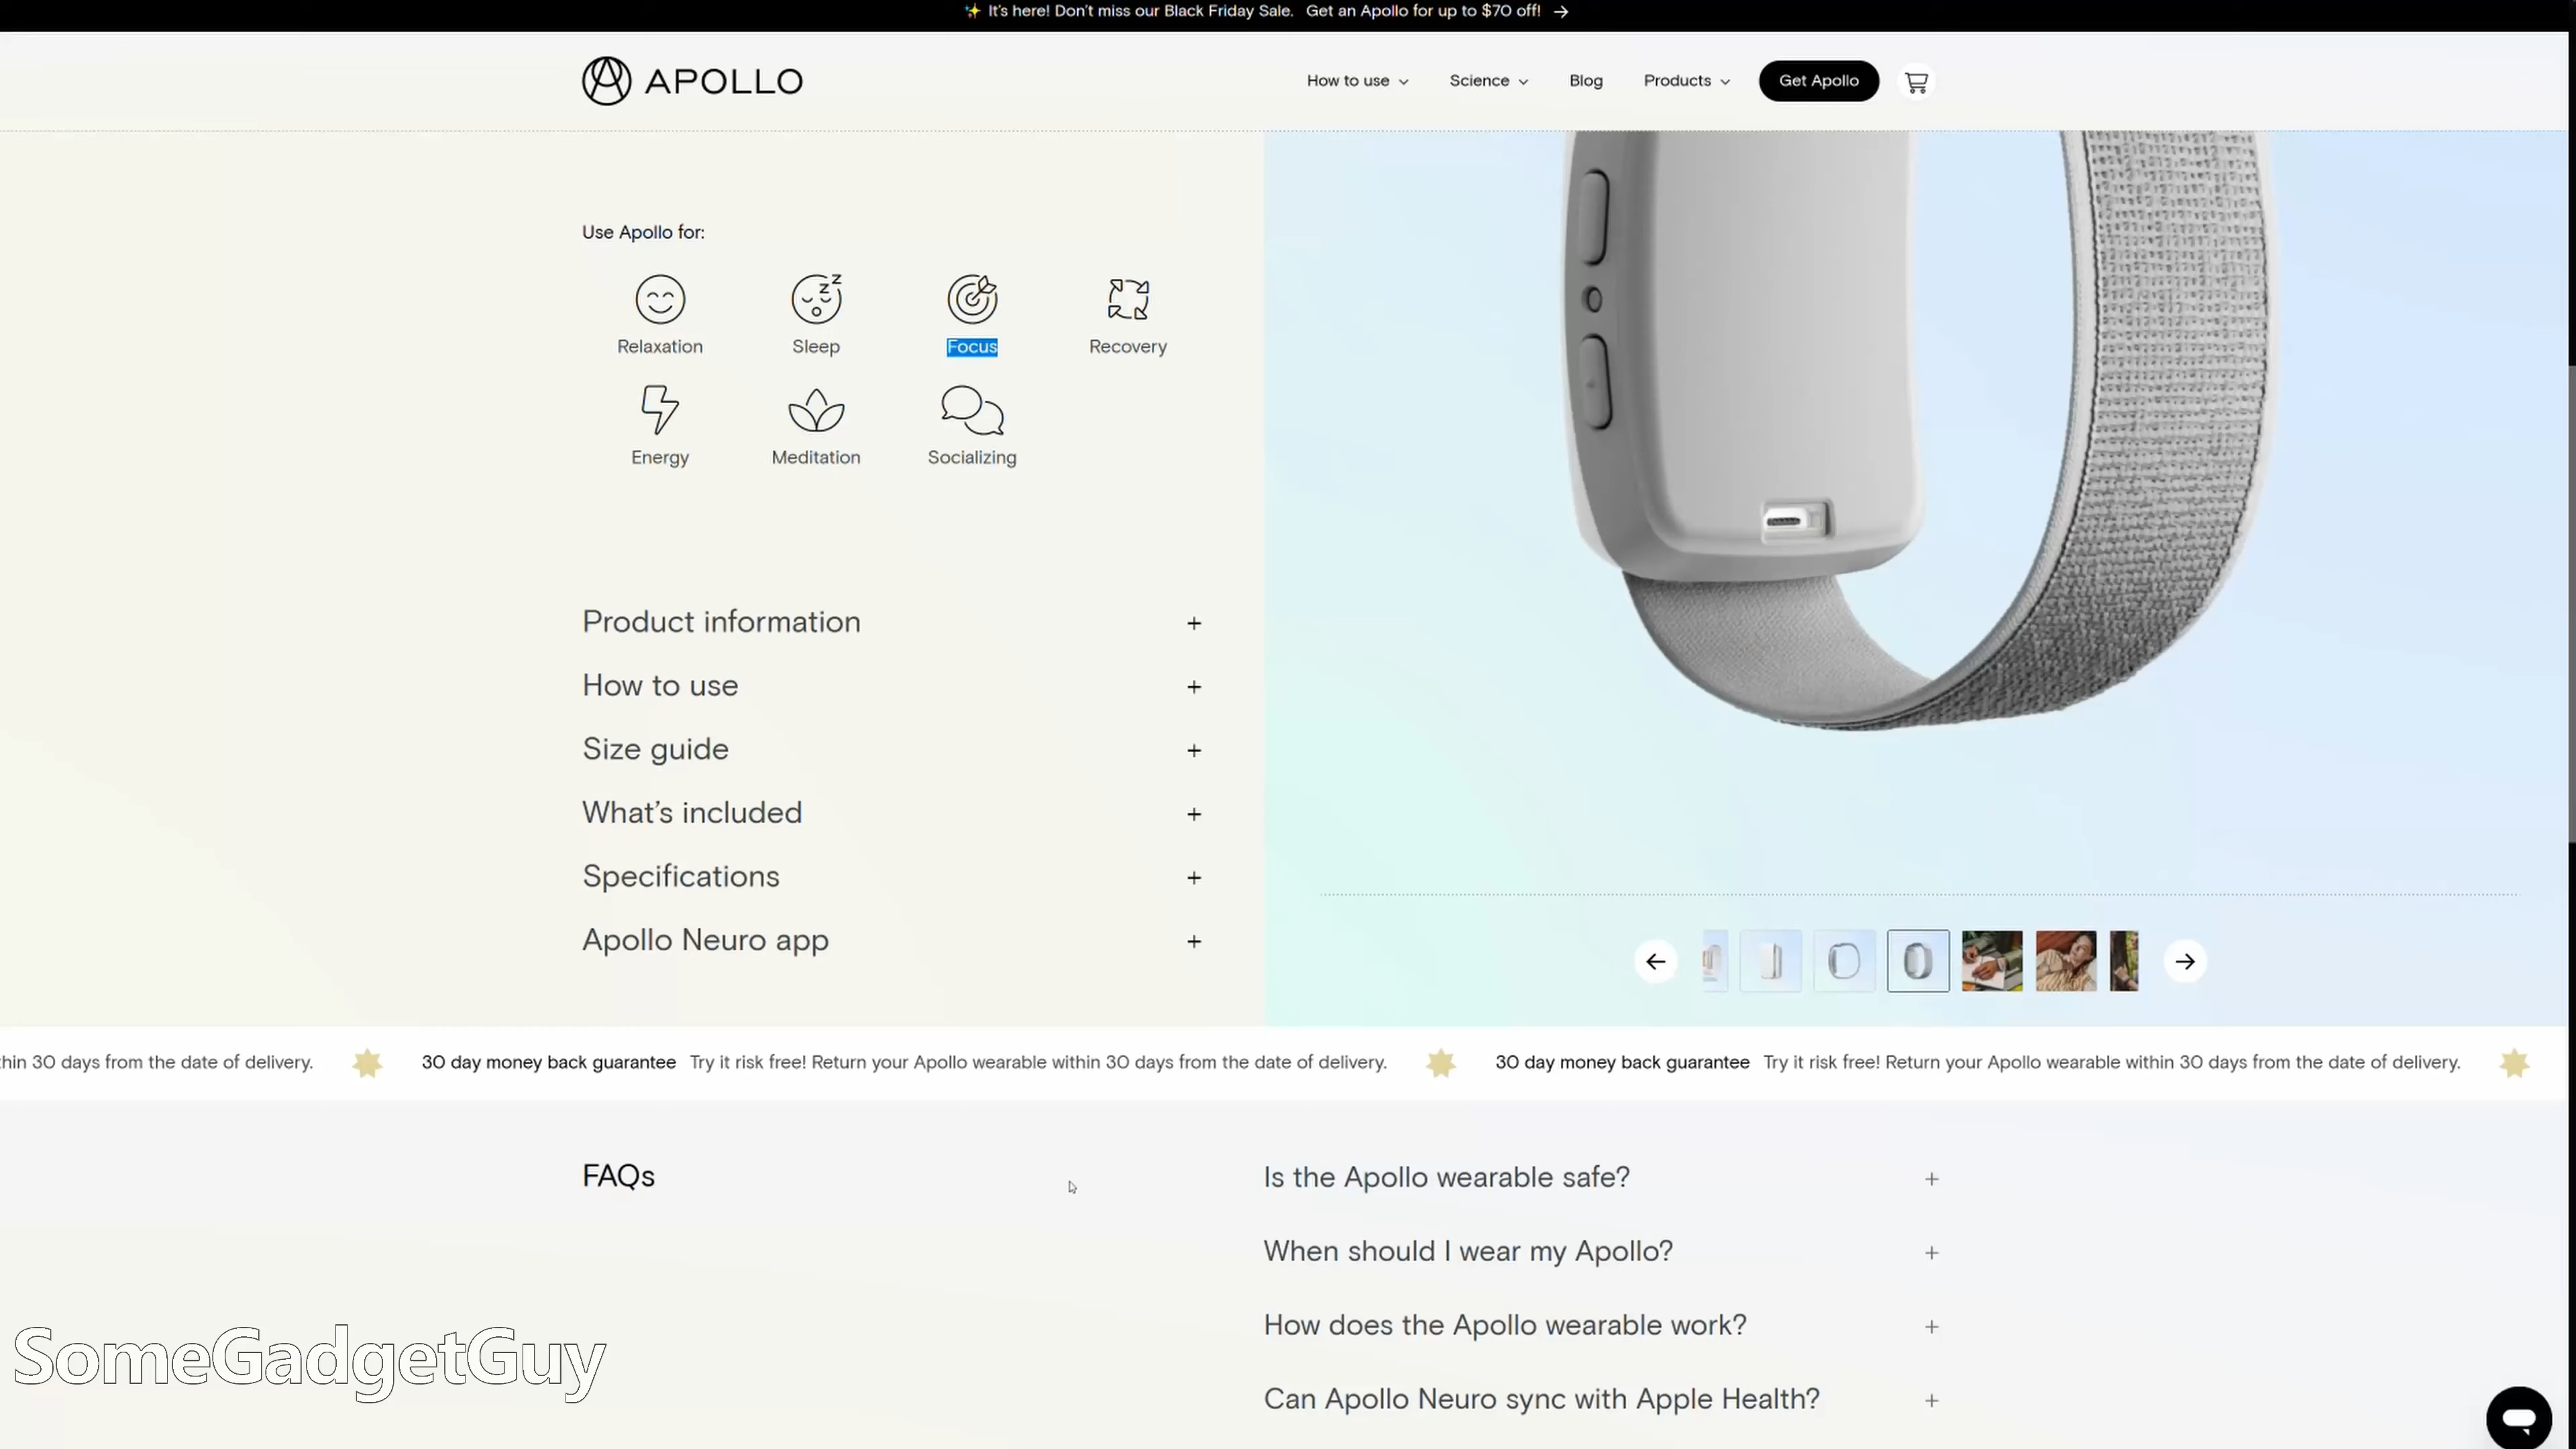 ✨ It's here! Don't miss our Black Friday Sale. Get an Apollo for up to $70 off! →
APOLLO
How to use
Science
Blog
Products
Get Apollo
Use Apollo for:
Relaxation
Sleep
Focus
Recovery
Energy
Meditation
Socializing
Product information +
How to use +
Size guide +
What's included +
Specifications +
Apollo Neuro app +
30 days from the date of delivery. 30 day money back guarantee Try it risk free! Return your Apollo wearable within 30 days from the date of delivery. 30 day money back guarantee Try it risk free! Return your Apollo wearable within 30 days from the date of delivery.
FAQs
Is the Apollo wearable safe? +
When should I wear my Apollo? +
How does the Apollo wearable work? +
Can Apollo Neuro sync with Apple Health? +
SomeGadgetGuy